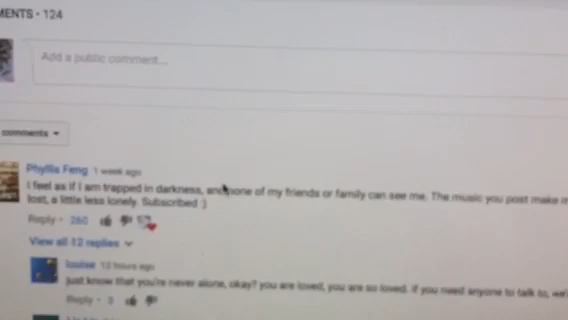 MENTS • 124
Add a public comment...
comments
Phyllis Feng 1 week ago
I feel as if I am trapped in darkness, and none of my friends or family can see me. The music you post make m
lost, a little less lonely. Subscribed :)
Reply • 260
View all 12 replies
louise 12 hours ago
just know that you're never alone, okay? you are loved, you are so loved. if you need anyone to talk to, we'
Reply • 3